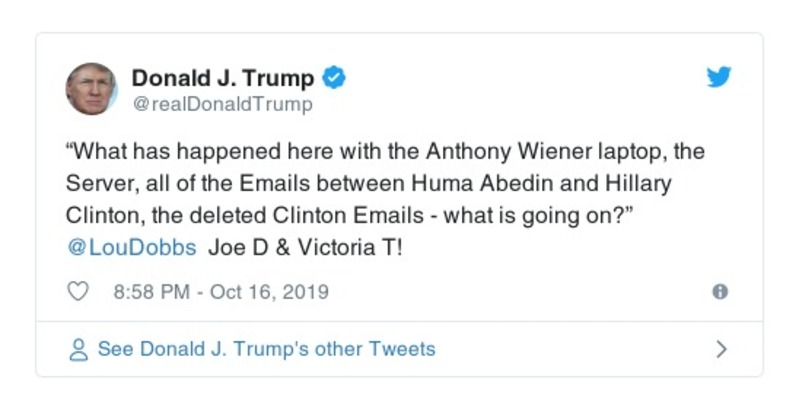 Donald J. Trump
@realDonaldTrump
“What has happened here with the Anthony Wiener laptop, the
Server, all of the Emails between Huma Abedin and Hillary
Clinton, the deleted Clinton Emails - what is going on?”
@LouDobbs Joe D & Victoria T!
8:58 PM - Oct 16, 2019
See Donald J. Trump's other Tweets